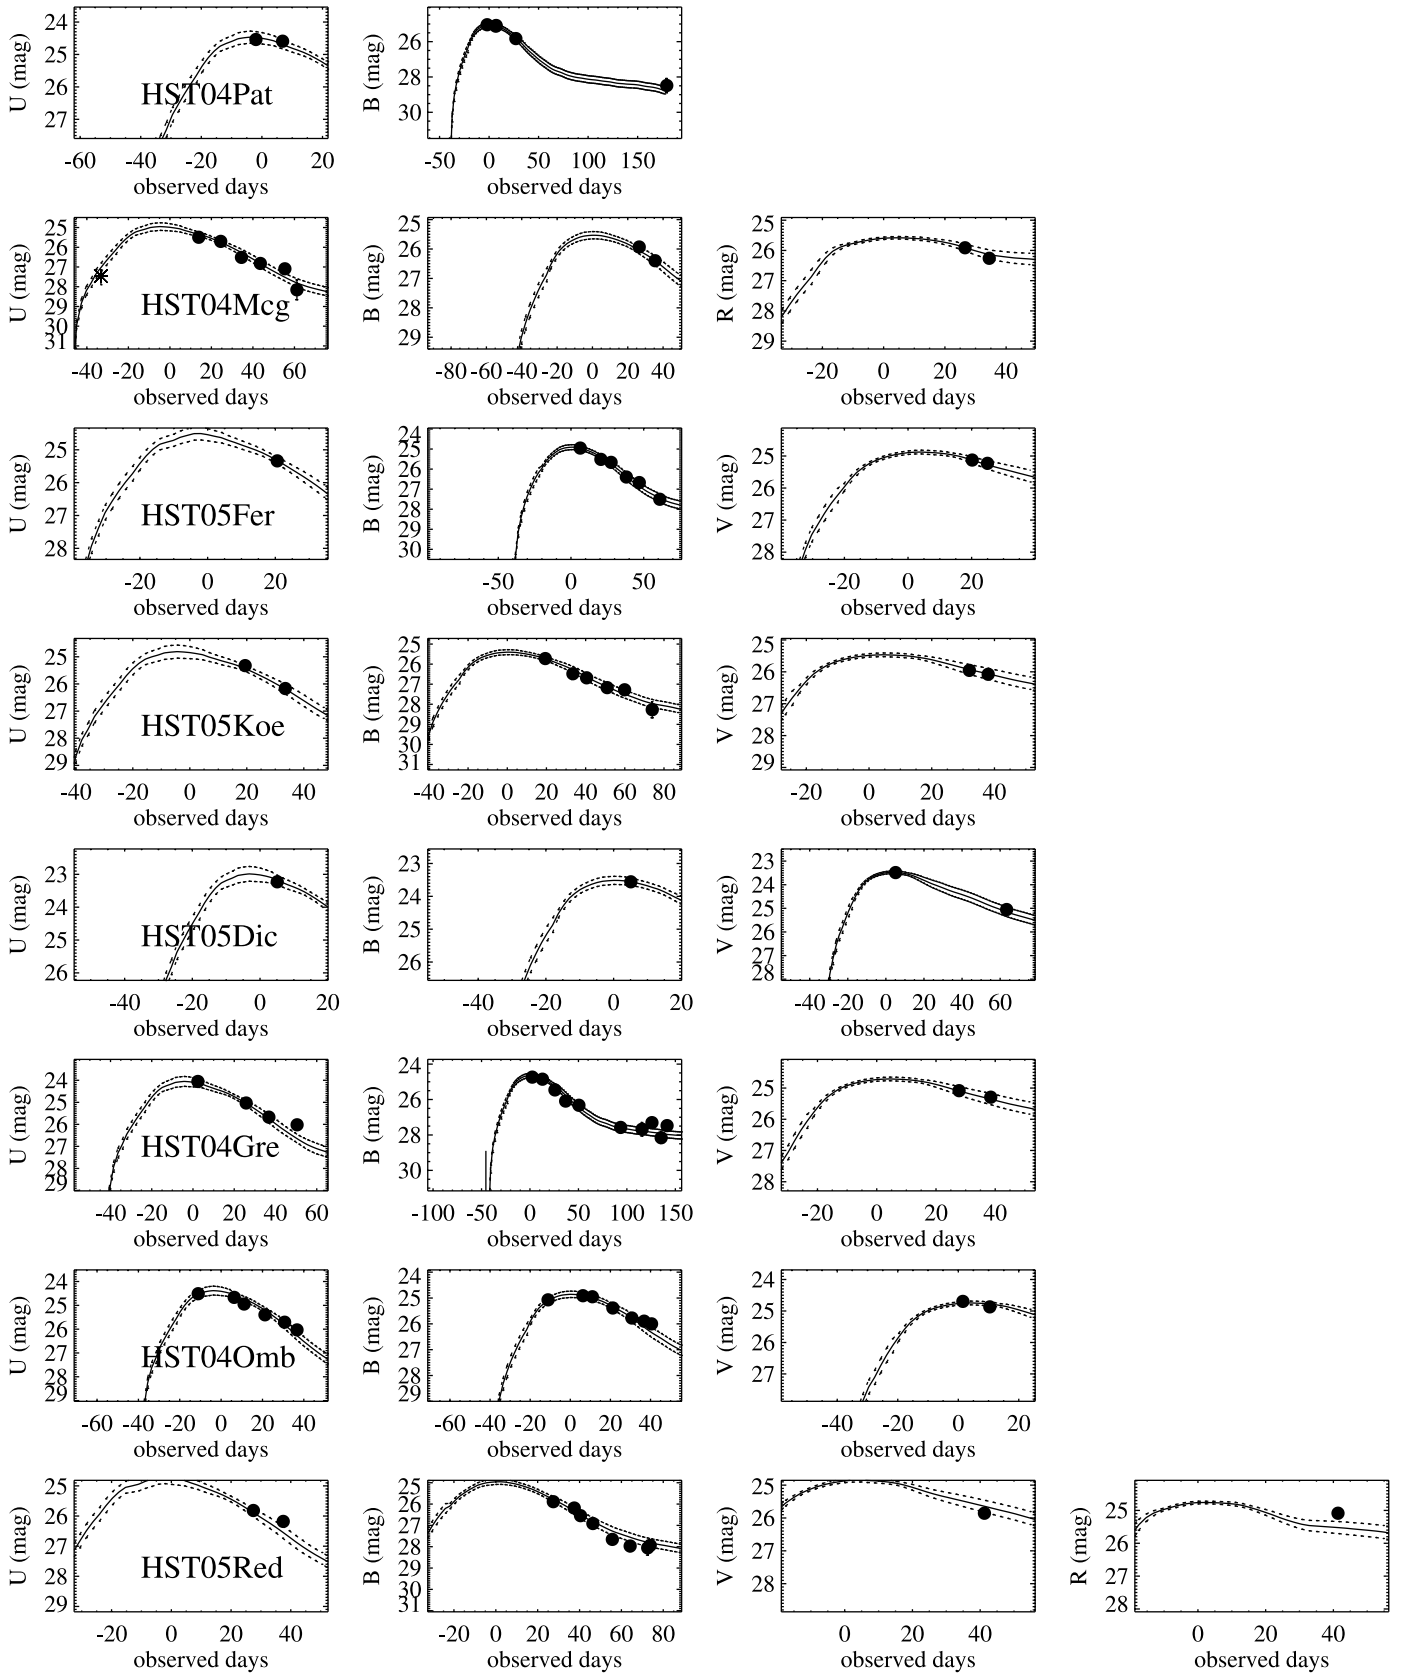 24 25 26 27
U (mag)
HST04Pat
-60 -40 -20 0 20
observed days
26 28 30
B (mag)
-50 0 50 100 150
observed days
25 26 27 28 29 30 31
U (mag)
HST04Mcg
-40 -20 0 20 40 60
observed days
25 26 27 28 29
B (mag)
-80 -60 -40 -20 0 20 40
observed days
25 26 27 28 29
R (mag)
-20 0 20 40
observed days
25 26 27 28
U (mag)
HST05Fer
-20 0 20
observed days
24 25 26 27 28 29 30
B (mag)
-50 0 50
observed days
25 26 27 28
V (mag)
-20 0 20
observed days
25 26 27 28 29
U (mag)
HST05Koe
-40 -20 0 20 40
observed days
25 26 27 28 29 30 31
B (mag)
-40 -20 0 20 40 60 80
observed days
25 26 27 28 29
V (mag)
-20 0 20 40
observed days
23 24 25 26
U (mag)
HST05Dic
-40 -20 0 20
observed days
23 24 25 26
B (mag)
-40 -20 0 20
observed days
23 24 25 26 27 28
V (mag)
-40 -20 0 20 40 60
observed days
24 25 26 27 28 29
U (mag)
HST04Gre
-40 -20 0 20 40 60
observed days
24 26 28 30
B (mag)
-100 -50 0 50 100 150
observed days
25 26 27 28
V (mag)
-20 0 20 40
observed days
24 25 26 27 28 29
U (mag)
HST04Omb
-60 -40 -20 0 20 40
observed days
24 25 26 27 28 29
B (mag)
-60 -40 -20 0 20 40
observed days
24 25 26 27
V (mag)
-40 -20 0 20
observed days
25 26 27 28 29
U (mag)
HST05Red
-20 0 20 40
observed days
25 26 27 28 29 30 31
B (mag)
-20 0 20 40 60 80
observed days
25 26 27 28
V (mag)
0 20 40
observed days
25 26 27 28
R (mag)
0 20 40
observed days